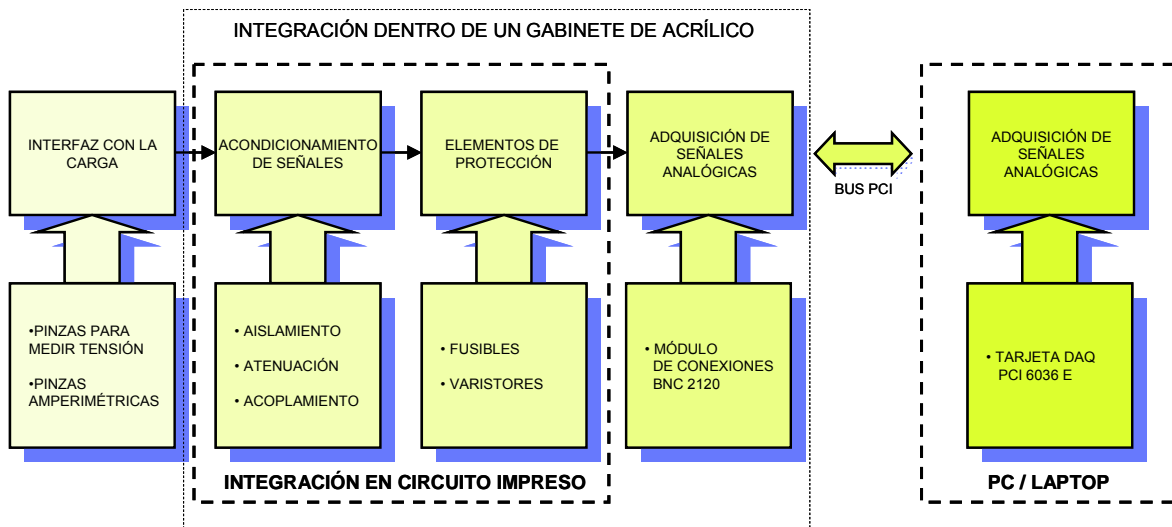 INTEGRACIÓN DENTRO DE UN GABINETE DE ACRÍLICO
INTERFAZ CON LA
CARGA
ACONDICIONAMIENTO
DE SEÑALES
ELEMENTOS DE
PROTECCIÓN
ADQUISICIÓN DE
SEÑALES
ANALÓGICAS
BUS PCI
ADQUISICIÓN DE
SEÑALES
ANALÓGICAS
•PINZAS PARA
MEDIR TENSIÓN
•PINZAS
AMPERIMÉTRICAS
• AISLAMIENTO
• ATENUACIÓN
• ACOPLAMIENTO
• FUSIBLES
• VARISTORES
• MÓDULO
DE CONEXIONES
BNC 2120
• TARJETA DAQ
PCI 6036 E
INTEGRACIÓN EN CIRCUITO IMPRESO
PC / LAPTOP